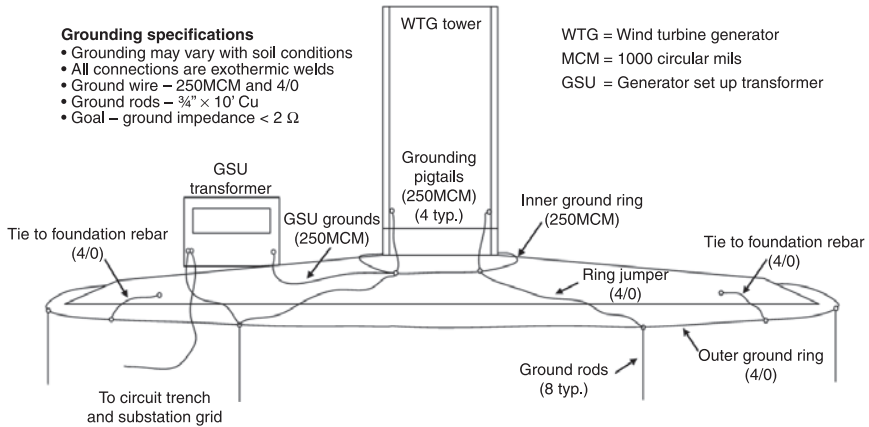 Grounding specifications
• Grounding may vary with soil conditions
• All connections are exothermic welds
• Ground wire – 250MCM and 4/0
• Ground rods – ¾” × 10’ Cu
• Goal – ground impedance < 2 Ω
WTG tower
WTG = Wind turbine generator
MCM = 1000 circular mils
GSU = Generator set up transformer
GSU
transformer
Grounding
pigtails
(250MCM)
(4 typ.)
GSU grounds
(250MCM)
Inner ground ring
(250MCM)
Tie to foundation rebar
(4/0)
Tie to foundation rebar
(4/0)
Ring jumper
(4/0)
Outer ground ring
(4/0)
Ground rods
(8 typ.)
To circuit trench
and substation grid